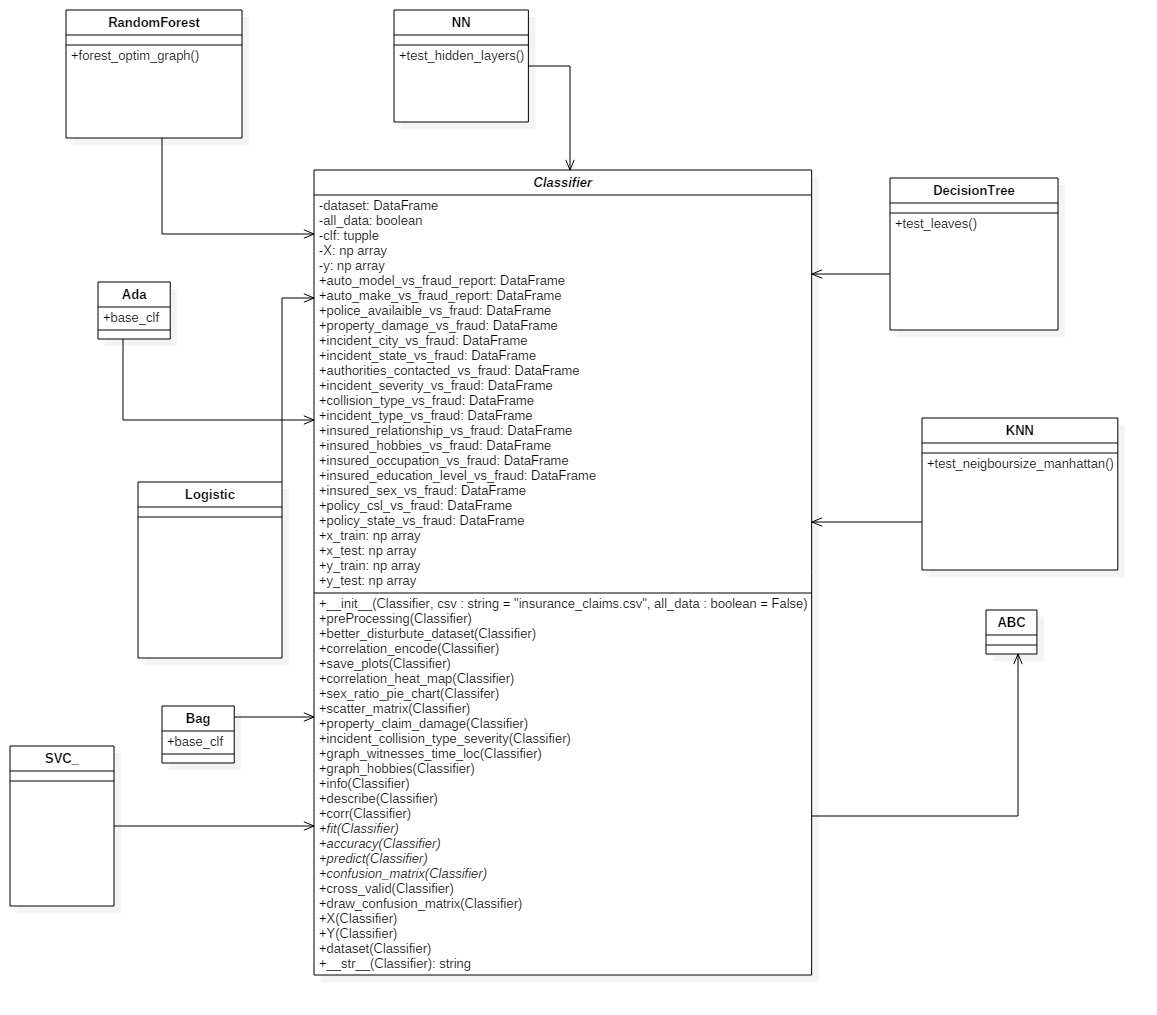 RandomForest
+forest_optim_graph()
NN
+test_hidden_layers()
Classifier
-dataset: DataFrame
-all_data: boolean
-clf: tupple
-X: np array
-y: np array
+auto_model_vs_fraud_report: DataFrame
+auto_make_vs_fraud_report: DataFrame
+police_availaible_vs_fraud: DataFrame
+property_damage_vs_fraud: DataFrame
+incident_city_vs_fraud: DataFrame
+incident_state_vs_fraud: DataFrame
+authorities_contacted_vs_fraud: DataFrame
+incident_severity_vs_fraud: DataFrame
+collision_type_vs_fraud: DataFrame
+incident_type_vs_fraud: DataFrame
+insured_relationship_vs_fraud: DataFrame
+insured_hobbies_vs_fraud: DataFrame
+insured_occupation_vs_fraud: DataFrame
+insured_education_level_vs_fraud: DataFrame
+insured_sex_vs_fraud: DataFrame
+policy_csl_vs_fraud: DataFrame
+policy_state_vs_fraud: DataFrame
+x_train: np array
+x_test: np array
+y_train: np array
+y_test: np array
+__init__(Classifier, csv : string = "insurance_claims.csv", all_data : boolean = False)
+preProcessing(Classifier)
+better_disturbute_dataset(Classifier)
+correlation_encode(Classifier)
+save_plots(Classifier)
+correlation_heat_map(Classifier)
+sex_ratio_pie_chart(Classifer)
+scatter_matrix(Classifier)
+property_claim_damage(Classifier)
+incident_collision_type_severity(Classifier)
+graph_witnesses_time_loc(Classifier)
+graph_hobbies(Classifier)
+info(Classifier)
+describe(Classifier)
+corr(Classifier)
+fit(Classifier)
+accuracy(Classifier)
+predict(Classifier)
+confusion_matrix(Classifier)
+cross_valid(Classifier)
+draw_confusion_matrix(Classifier)
+X(Classifier)
+Y(Classifier)
+dataset(Classifier)
+__str__(Classifier): string
DecisionTree
+test_leaves()
Ada
+base_clf
KNN
+test_neigboursize_manhattan()
Logistic
ABC
Bag
+base_clf
SVC_